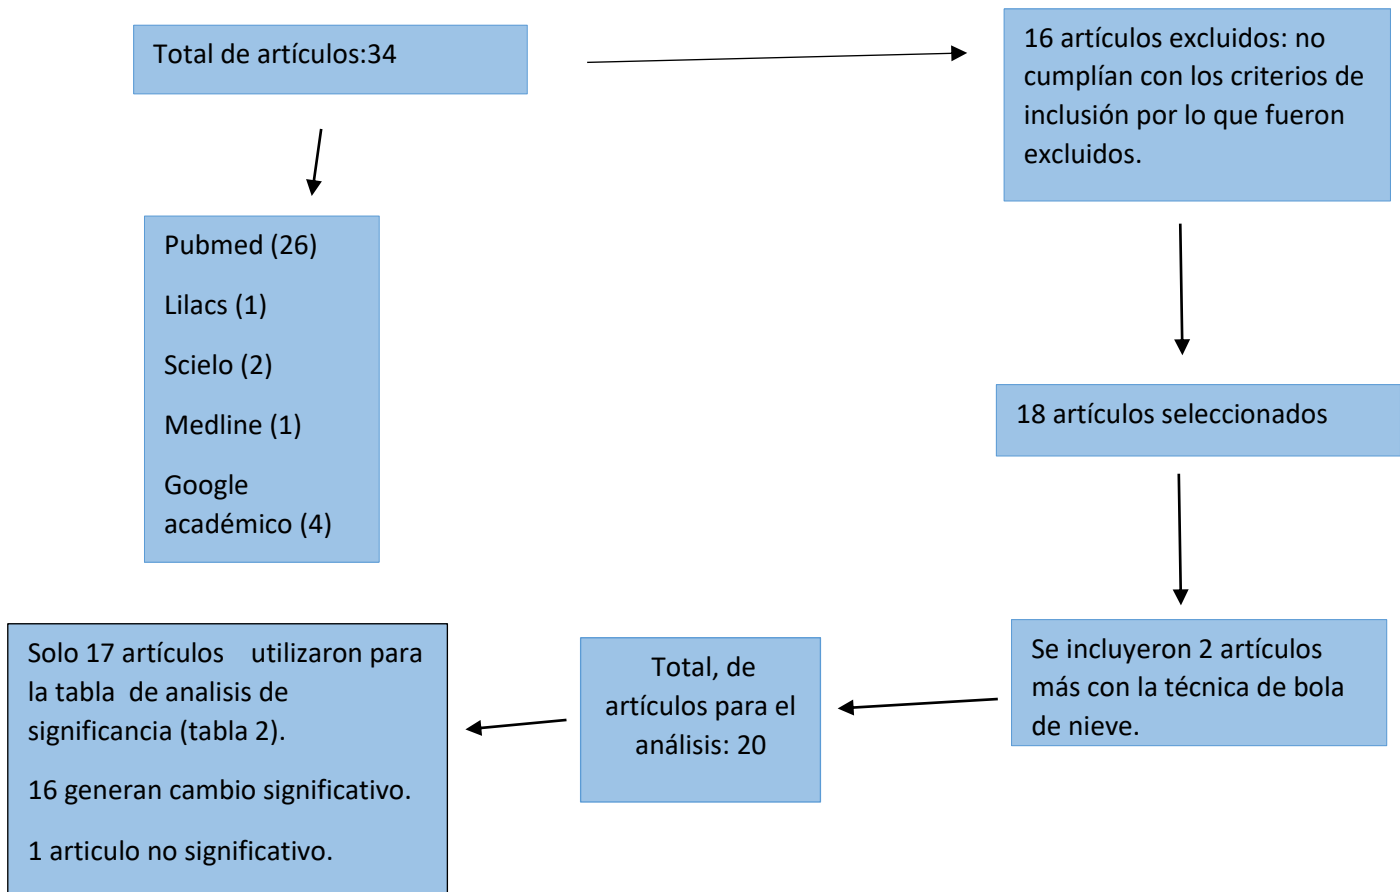 Total de artículos:34
16 artículos excluidos: no
cumplían con los criterios de
inclusión por lo que fueron
excluidos.
Pubmed (26)
Lilacs (1)
Scielo (2)
Medline (1)
Google
académico (4)
18 artículos seleccionados
Se incluyeron 2 artículos
más con la técnica de bola
de nieve.
Total, de
artículos para el
análisis: 20
Solo 17 artículos utilizaron para
la tabla de analisis de
significancia (tabla 2).
16 generan cambio significativo.
1 articulo no significativo.